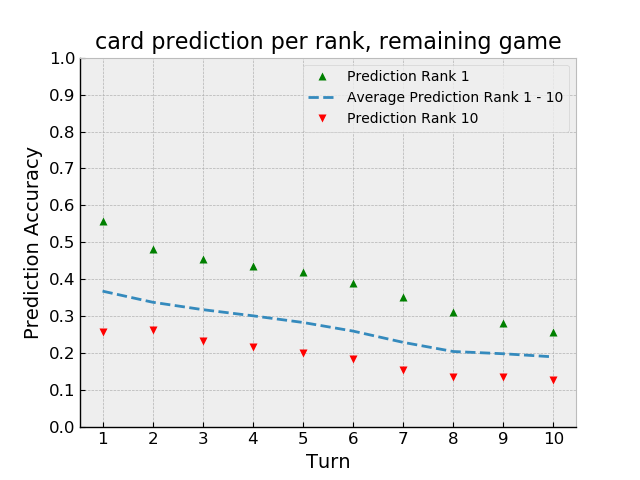 card prediction per rank, remaining game
Prediction Rank 1
Average Prediction Rank 1 - 10
Prediction Rank 10
Prediction Accuracy
1.0
0.9
0.8
0.7
0.6
0.5
0.4
0.3
0.2
0.1
0.0
1 2 3 4 5 6 7 8 9 10
Turn